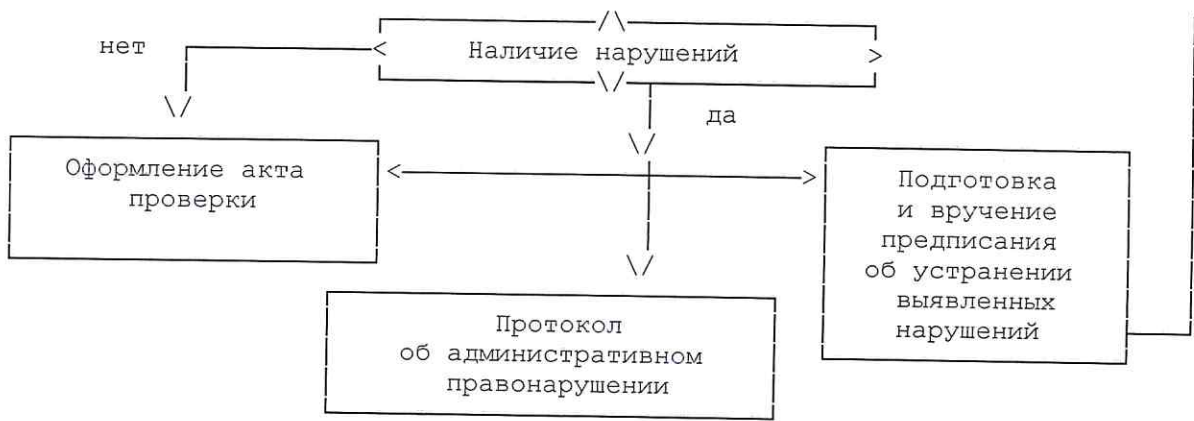 нет
Наличие нарушений
да
Оформление акта
проверки
Подготовка
и вручение
предписания
об устранении
выявленных
нарушений
Протокол
об административном
правонарушении